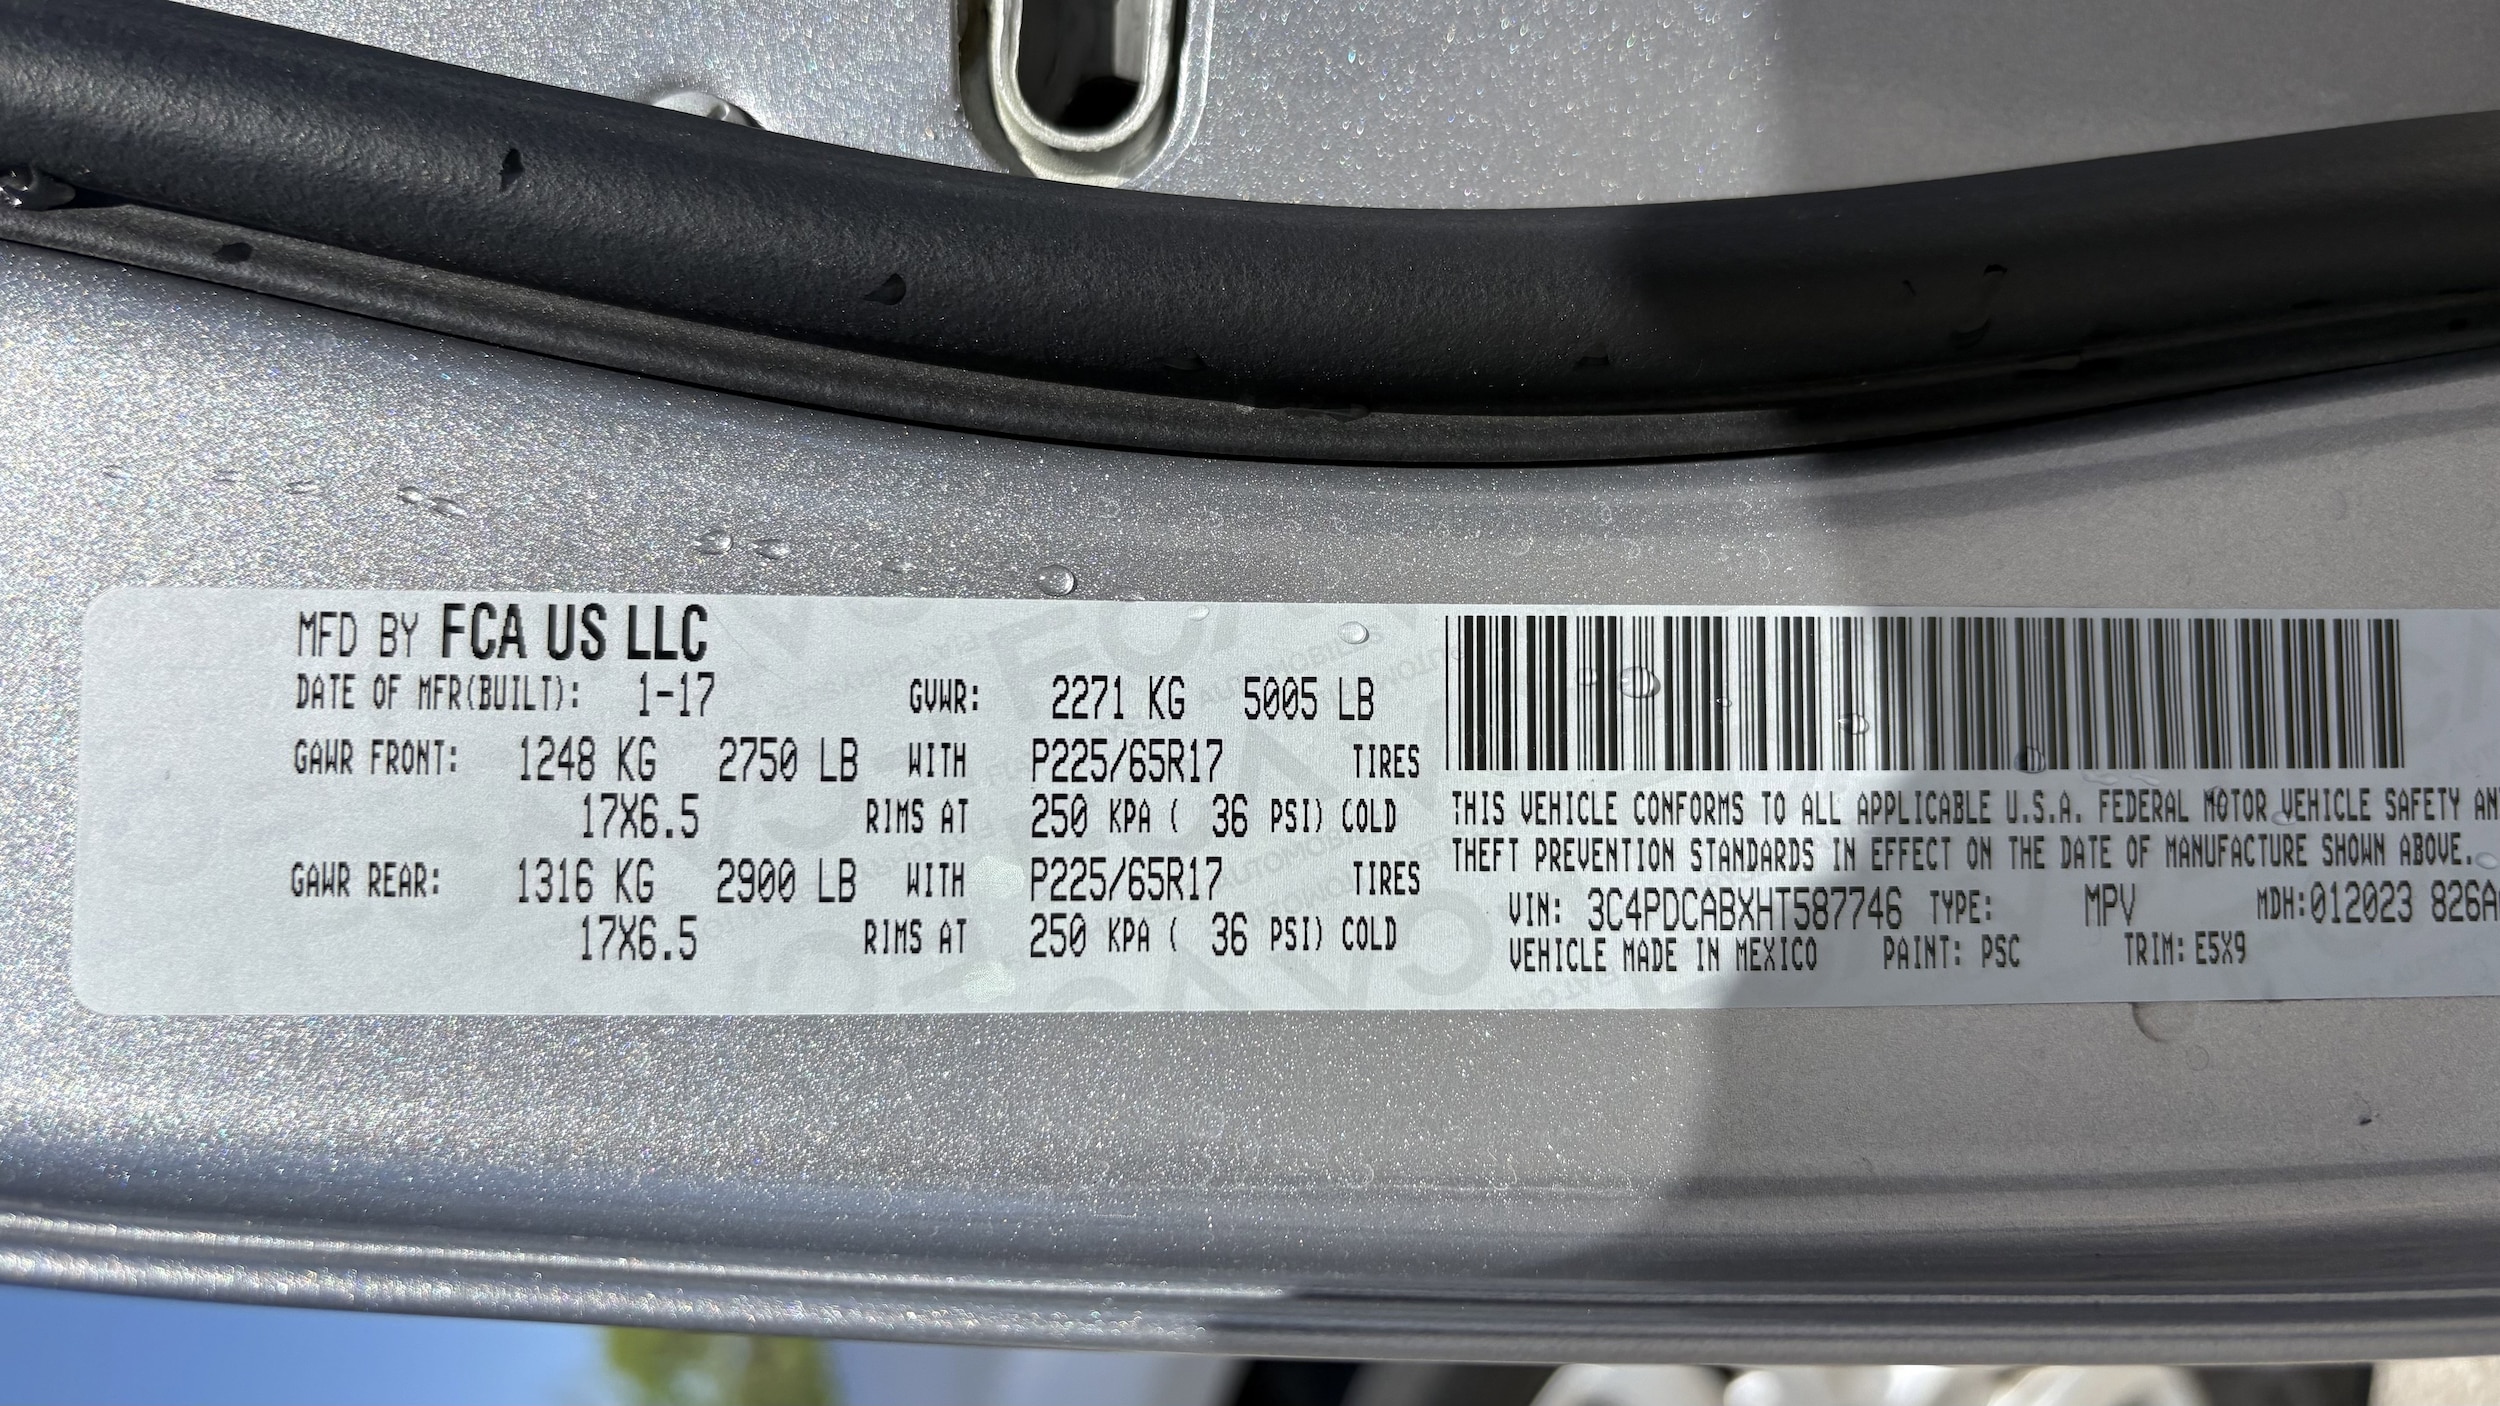 MFD BY FCA US LLC
DATE OF MFR(BUILT): 1-17 GVWR: 2271 KG 5005 LB
GAWR FRONT: 1248 KG 2750 LB WITH P225/65R17 TIRES
17X6.5 RIMS AT 250 KPA ( 36 PSI) COLD
GAWR REAR: 1316 KG 2900 LB WITH P225/65R17 TIRES
17X6.5 RIMS AT 250 KPA ( 36 PSI) COLD
THIS VEHICLE CONFORMS TO ALL APPLICABLE U.S.A. FEDERAL MOTOR VEHICLE SAFETY AN
THEFT PREVENTION STANDARDS IN EFFECT ON THE DATE OF MANUFACTURE SHOWN ABOVE.
VIN: 3C4PDCABXHT587746 TYPE: MPV MDH:012023 826A
VEHICLE MADE IN MEXICO PAINT: PSC TRIM: E5X9